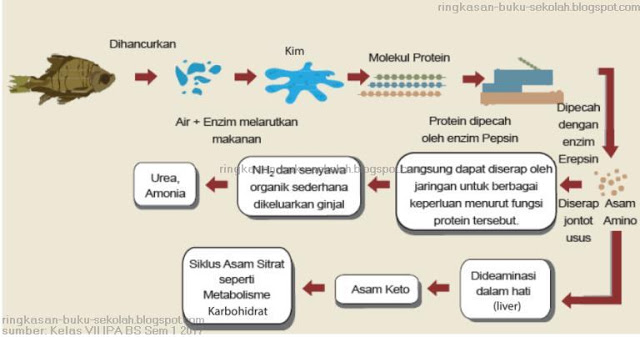 ringkasan-buku-sekolah.blogspot.com
Dihancurkan
Kim
Molekul Protein
Air + Enzim melarutkan
makanan
Protein dipecah
oleh enzim Pepsin
Dipecah
dengan
enzim
Erepsin
Asam
Amino
Diserap
jontot
usus
Langsung dapat diserap oleh
jaringan untuk berbagai
keperluan menurut fungsi
protein tersebut.
ringkasan-buku-sekolah.blogspot.com
NH₂ dan senyawa
organik sederhana
dikeluarkan ginjal
Urea,
Amonia
Dideaminasi
dalam hati
(liver)
Asam Keto
Siklus Asam Sitrat
seperti
Metabolisme
Karbohidrat
ringkasan-buku-sekolah.blogspot.com
sumber: Kelas VII IPA BS Sem 1 2017